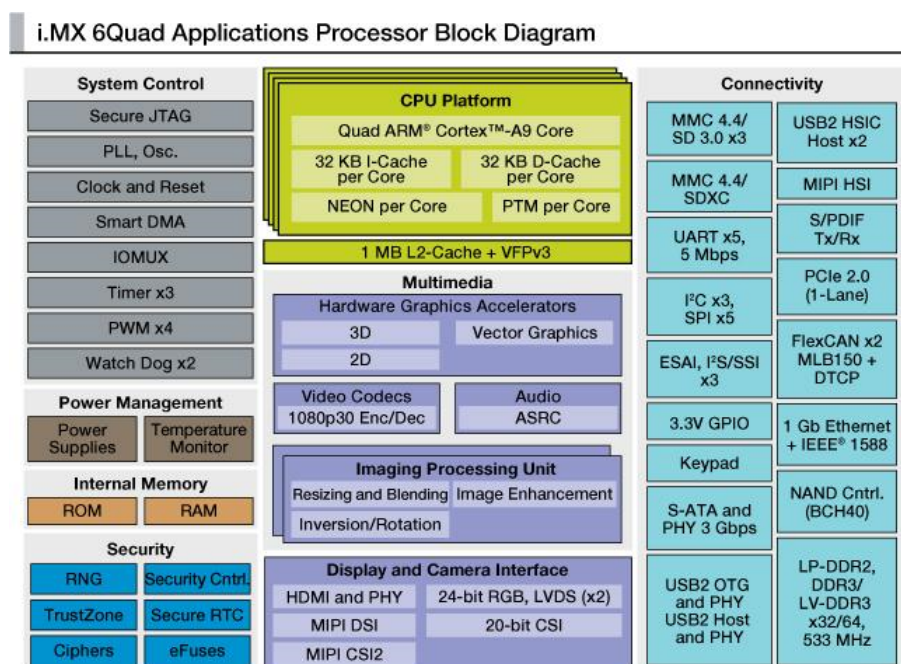 i.MX 6Quad Applications Processor Block Diagram
System Control
Secure JTAG
PLL, Osc.
Clock and Reset
Smart DMA
IOMUX
Timer x3
PWM x4
Watch Dog x2
Power Management
Power
Supplies
Temperature
Monitor
Internal Memory
ROM
RAM
Security
RNG
Security Cntrl.
TrustZone
Secure RTC
Ciphers
eFuses
CPU Platform
Quad ARM® Cortex™-A9 Core
32 KB I-Cache
per Core
32 KB D-Cache
per Core
NEON per Core
PTM per Core
1 MB L2-Cache + VFPv3
Multimedia
Hardware Graphics Accelerators
3D
Vector Graphics
2D
Video Codecs
1080p30 Enc/Dec
Audio
ASRC
Imaging Processing Unit
Resizing and Blending
Image Enhancement
Inversion/Rotation
Display and Camera Interface
HDMI and PHY
24-bit RGB, LVDS (x2)
MIPI DSI
20-bit CSI
MIPI CSI2
Connectivity
MMC 4.4/
SD 3.0 x3
MMC 4.4/
SDXC
UART x5,
5 Mbps
I²C x3,
SPI x5
ESAI, I²S/SSI
x3
3.3V GPIO
Keypad
S-ATA and
PHY 3 Gbps
USB2 OTG
and PHY
USB2 Host
and PHY
USB2 HSIC
Host x2
MIPI HSI
S/PDIF
Tx/Rx
PCIe 2.0
(1-Lane)
FlexCAN x2
MLB150 +
DTCP
1 Gb Ethernet
+ IEEE® 1588
NAND Cntrl.
(BCH40)
LP-DDR2,
DDR3/
LV-DDR3
x32/64,
533 MHz